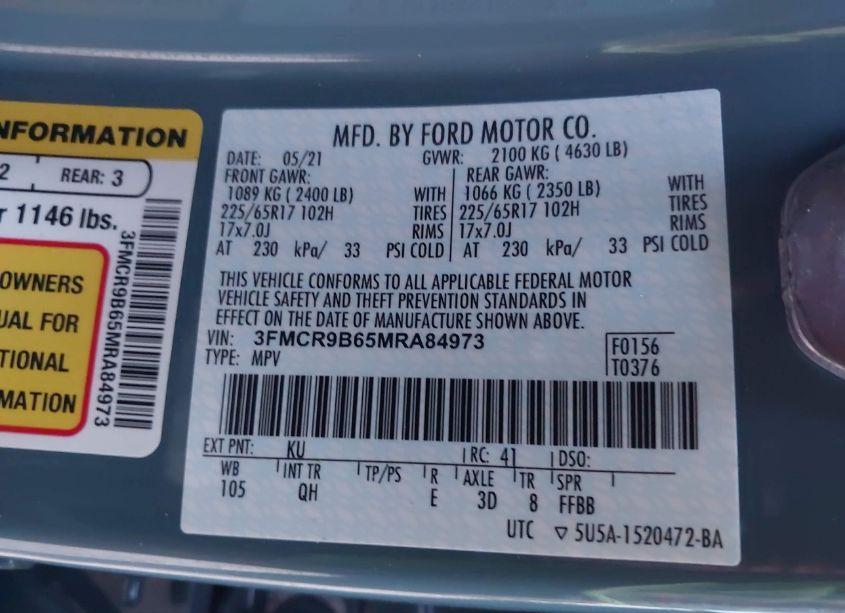 INFORMATION
2 REAR: 3
1146 lbs.
OWNERS
FOR
3FMCR9B65MRA84973
MFD. BY FORD MOTOR CO.
DATE: 05/21 GVWR: 2100 KG ( 4630 LB)
FRONT GAWR: REAR GAWR:
1089 KG ( 2400 LB) WITH 1066 KG ( 2350 LB) WITH
225/65R17 102H TIRES 225/65R17 102H TIRES
17x7.0J RIMS 17x7.0J RIMS
AT 230 kPa/ 33 PSI COLD AT 230 kPa/ 33 PSI COLD
THIS VEHICLE CONFORMS TO ALL APPLICABLE FEDERAL MOTOR
VEHICLE SAFETY AND THEFT PREVENTION STANDARDS IN
EFFECT ON THE DATE OF MANUFACTURE SHOWN ABOVE.
VIN: 3FMCR9B65MRA84973
TYPE: MPV
F0156
T0376
EXT PNT: KU RC: 41 DSO:
WB INT TR TP/PS R AXLE TR SPR
105 QH E 3D 8 FFBB
UTC ▽ 5U5A-1520472-BA